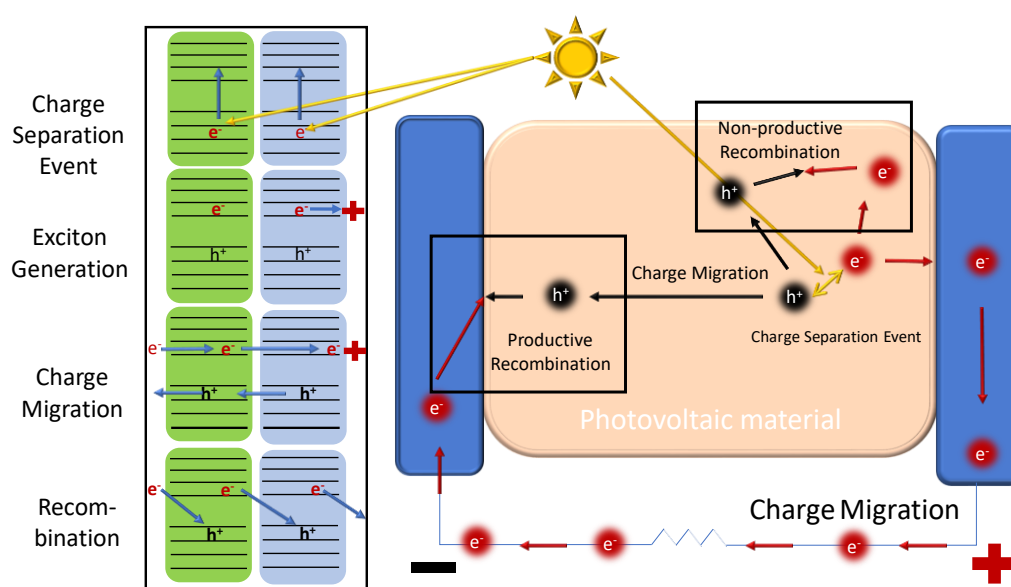 Charge
Separation
Event
e-
e-
Exciton
Generation
e-
e-
h+
h+
Charge
Migration
e-
e-
e-
h+
h+
Recom-
bination
e-
e-
e-
h+
h+
Non-productive
Recombination
h+
e-
e-
e-
Charge Migration
h+
h+
Charge Separation Event
Productive
Recombination
e-
Photovoltaic material
e-
Charge Migration
e-
e-
e-